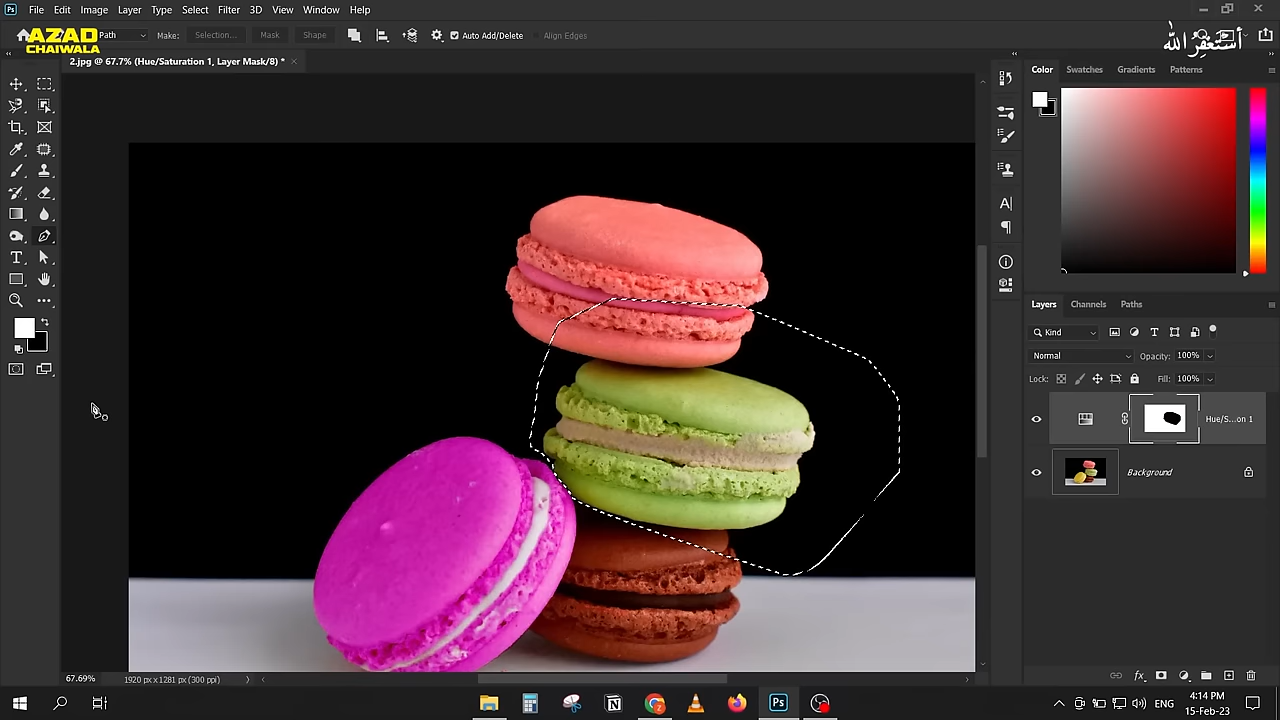 Ps File Edit Image Layer Type Select Filter 3D View Window Help
AZAD
CHAIWALA
Path Make: Selection... Mask Shape Auto Add/Delete Align Edges
أستغفر الله
2.jpg @ 67.7% (Hue/Saturation 1, Layer Mask/8) *
Color Swatches Gradients Patterns
Layers Channels Paths
Kind
Normal Opacity: 100%
Lock: Fill: 100%
Hue/S...on 1
Background
67.69% 1920 px x 1281 px (300 ppi)
Ps ENG 4:14 PM
15-Feb-23